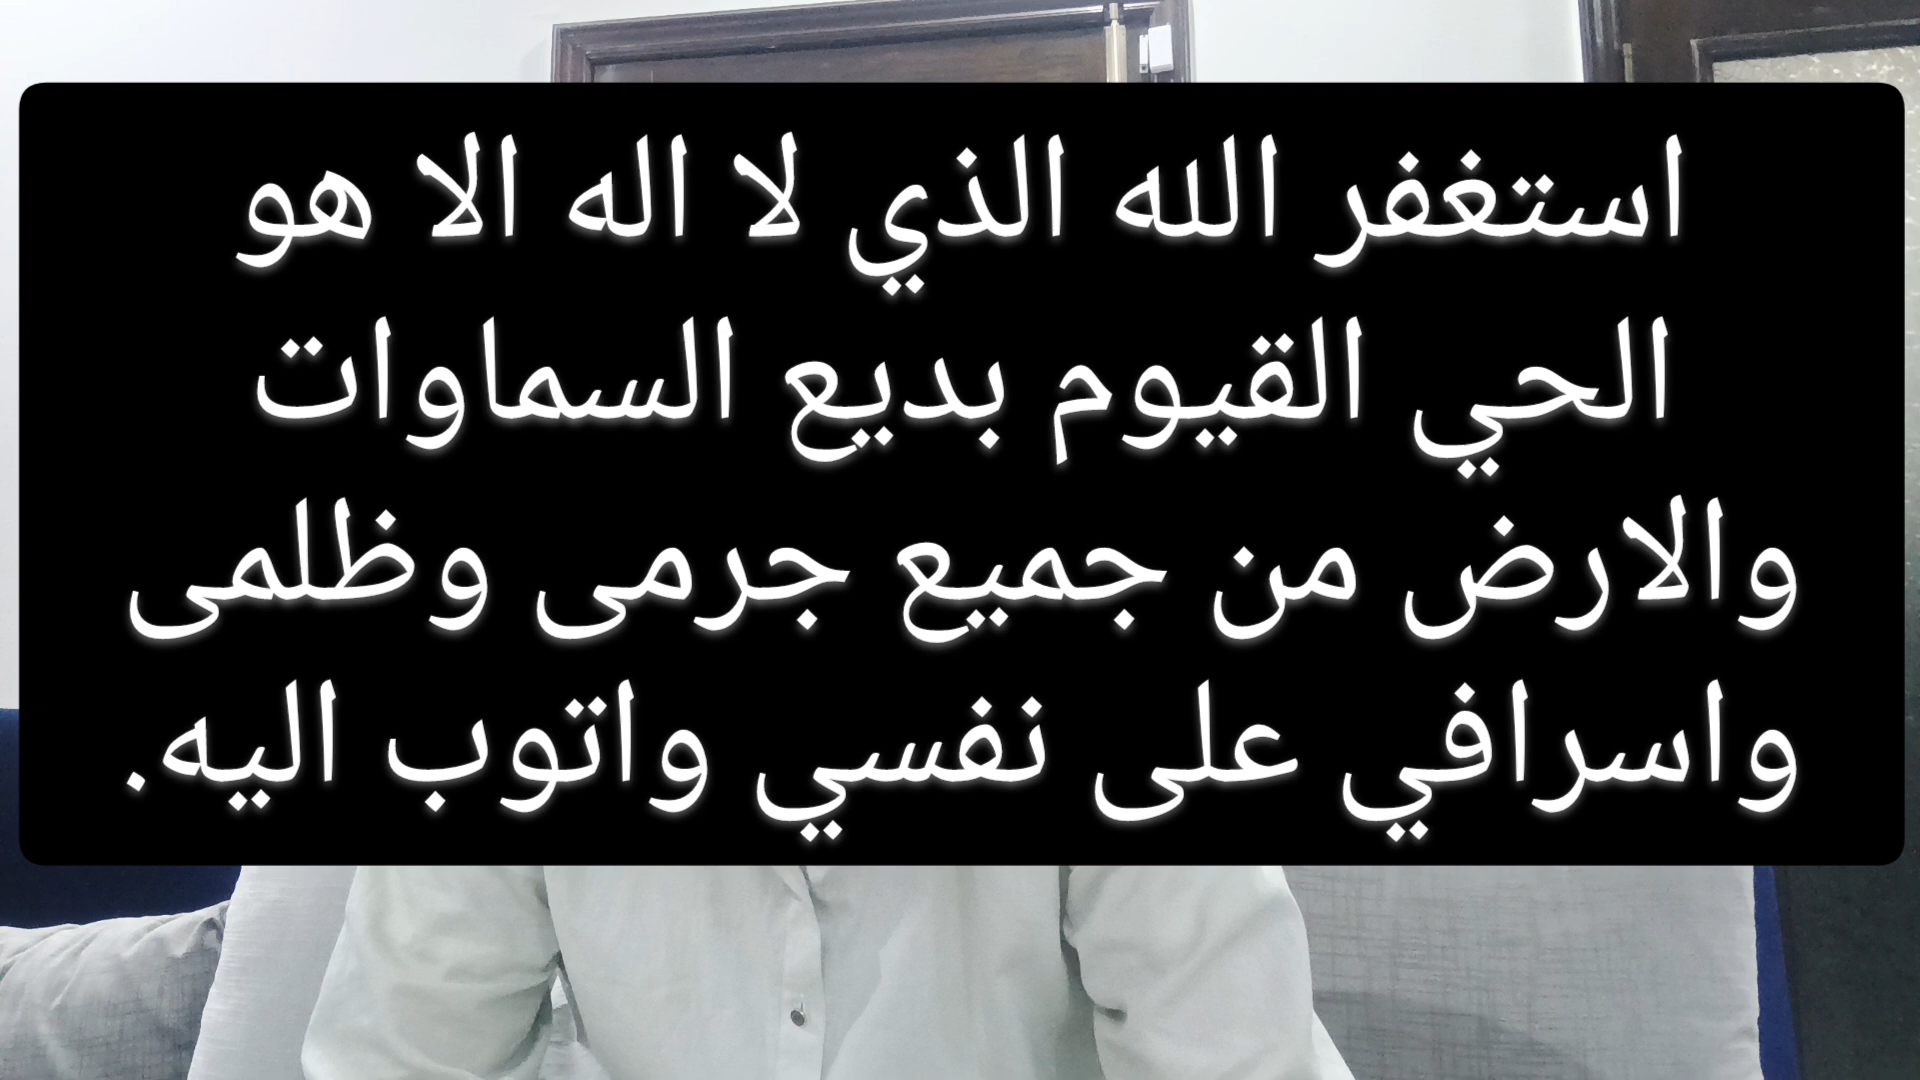 استغفر الله الذي لا اله الا هو
الحي القيوم بديع السماوات
والارض من جميع جرمى وظلمى
واسرافي على نفسي واتوب اليه.